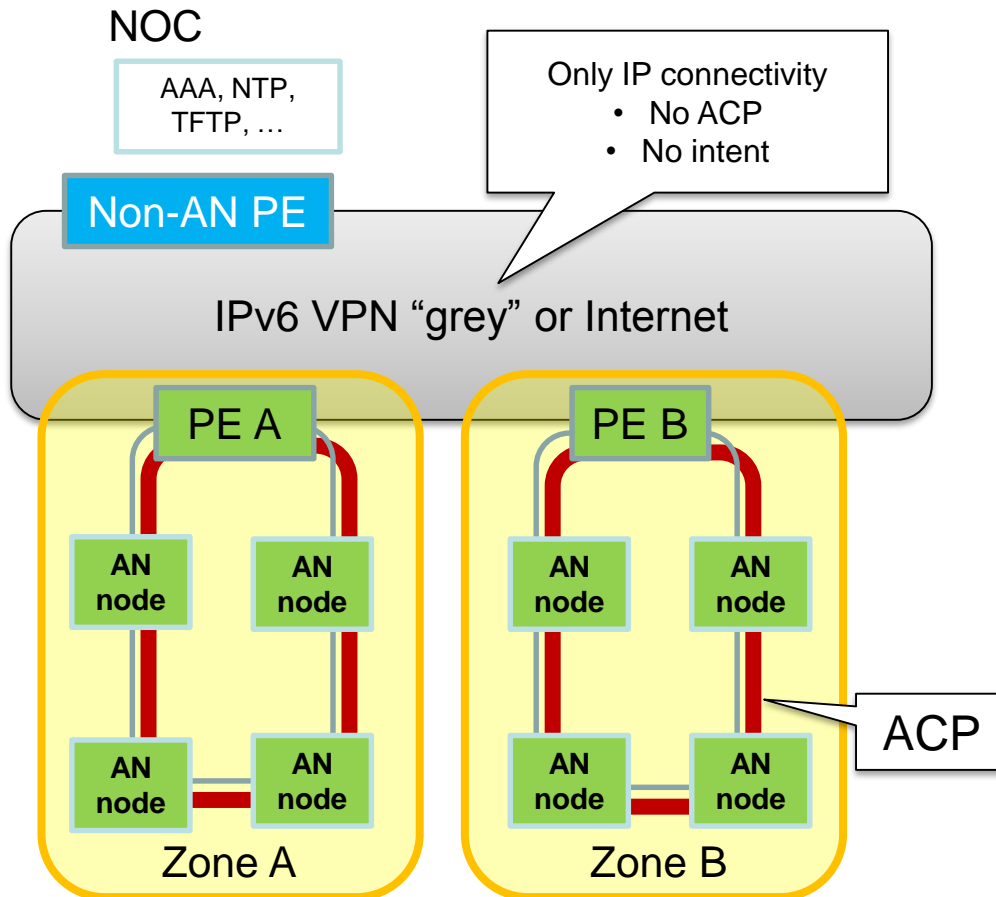 NOC
AAA, NTP,
TFTP, …
Only IP connectivity
• No ACP
• No intent
Non-AN PE
IPv6 VPN “grey” or Internet
PE A
PE B
AN
node
AN
node
AN
node
AN
node
ACP
AN
node
AN
node
AN
node
AN
node
Zone A
Zone B